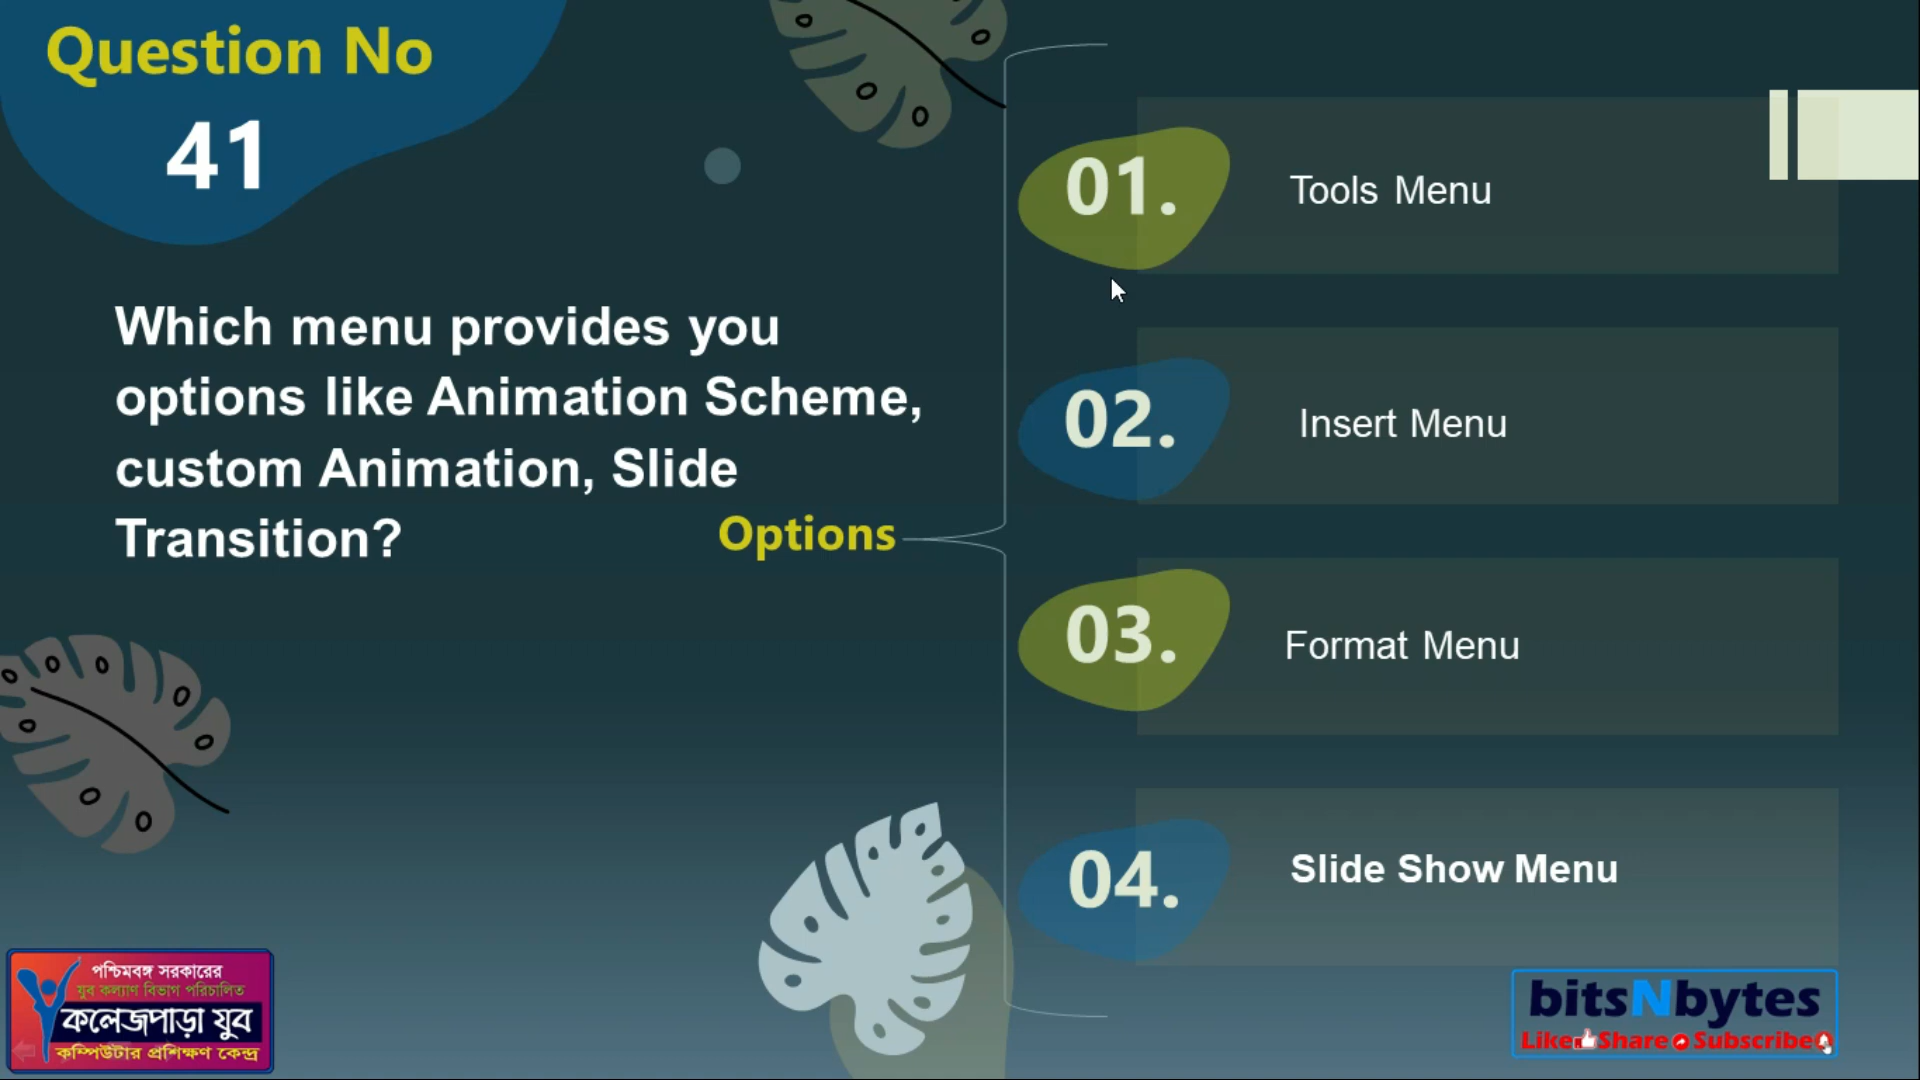 Question No
41
Which menu provides you
options like Animation Scheme,
custom Animation, Slide
Transition?
Options
01.
Tools Menu
02.
Insert Menu
03.
Format Menu
04.
Slide Show Menu
পশ্চিমবঙ্গ সরকারের
যুব কল্যাণ বিভাগ পরিচালিত
কলেজপাড়া যুব
কম্পিউটার প্রশিক্ষণ কেন্দ্র
bitsNbytes
Like Share Subscribe